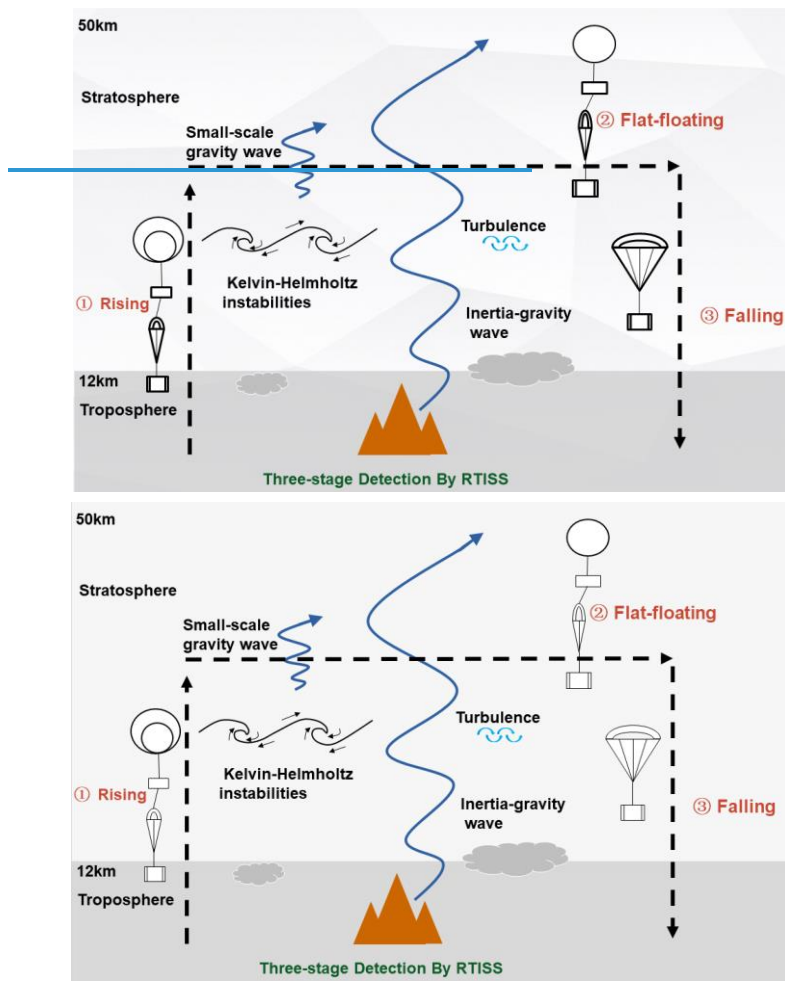 50km
Stratosphere
Small-scale
gravity wave
② Flat-floating
Turbulence
Kelvin-Helmholtz
instabilities
① Rising
Inertia-gravity
wave
③ Falling
12km
Troposphere
Three-stage Detection By RTISS
50km
Stratosphere
Small-scale
gravity wave
② Flat-floating
Turbulence
Kelvin-Helmholtz
instabilities
① Rising
Inertia-gravity
wave
③ Falling
12km
Troposphere
Three-stage Detection By RTISS